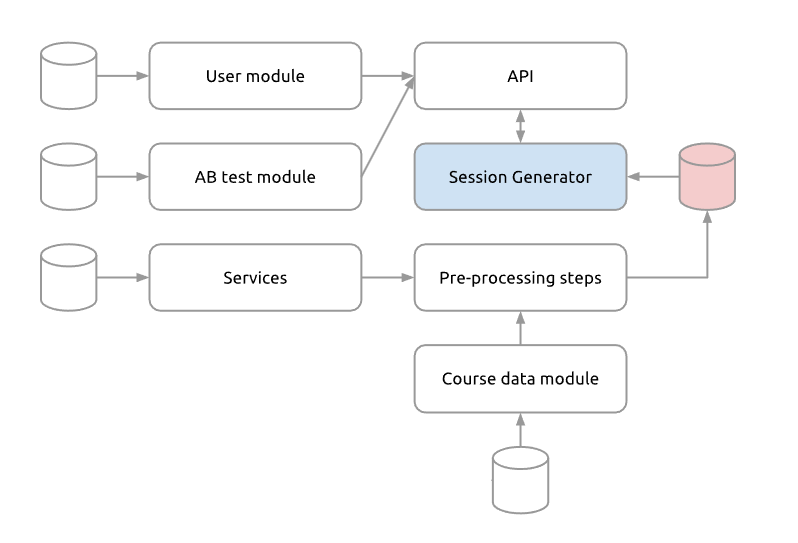 User module
API
AB test module
Session Generator
Services
Pre-processing steps
Course data module